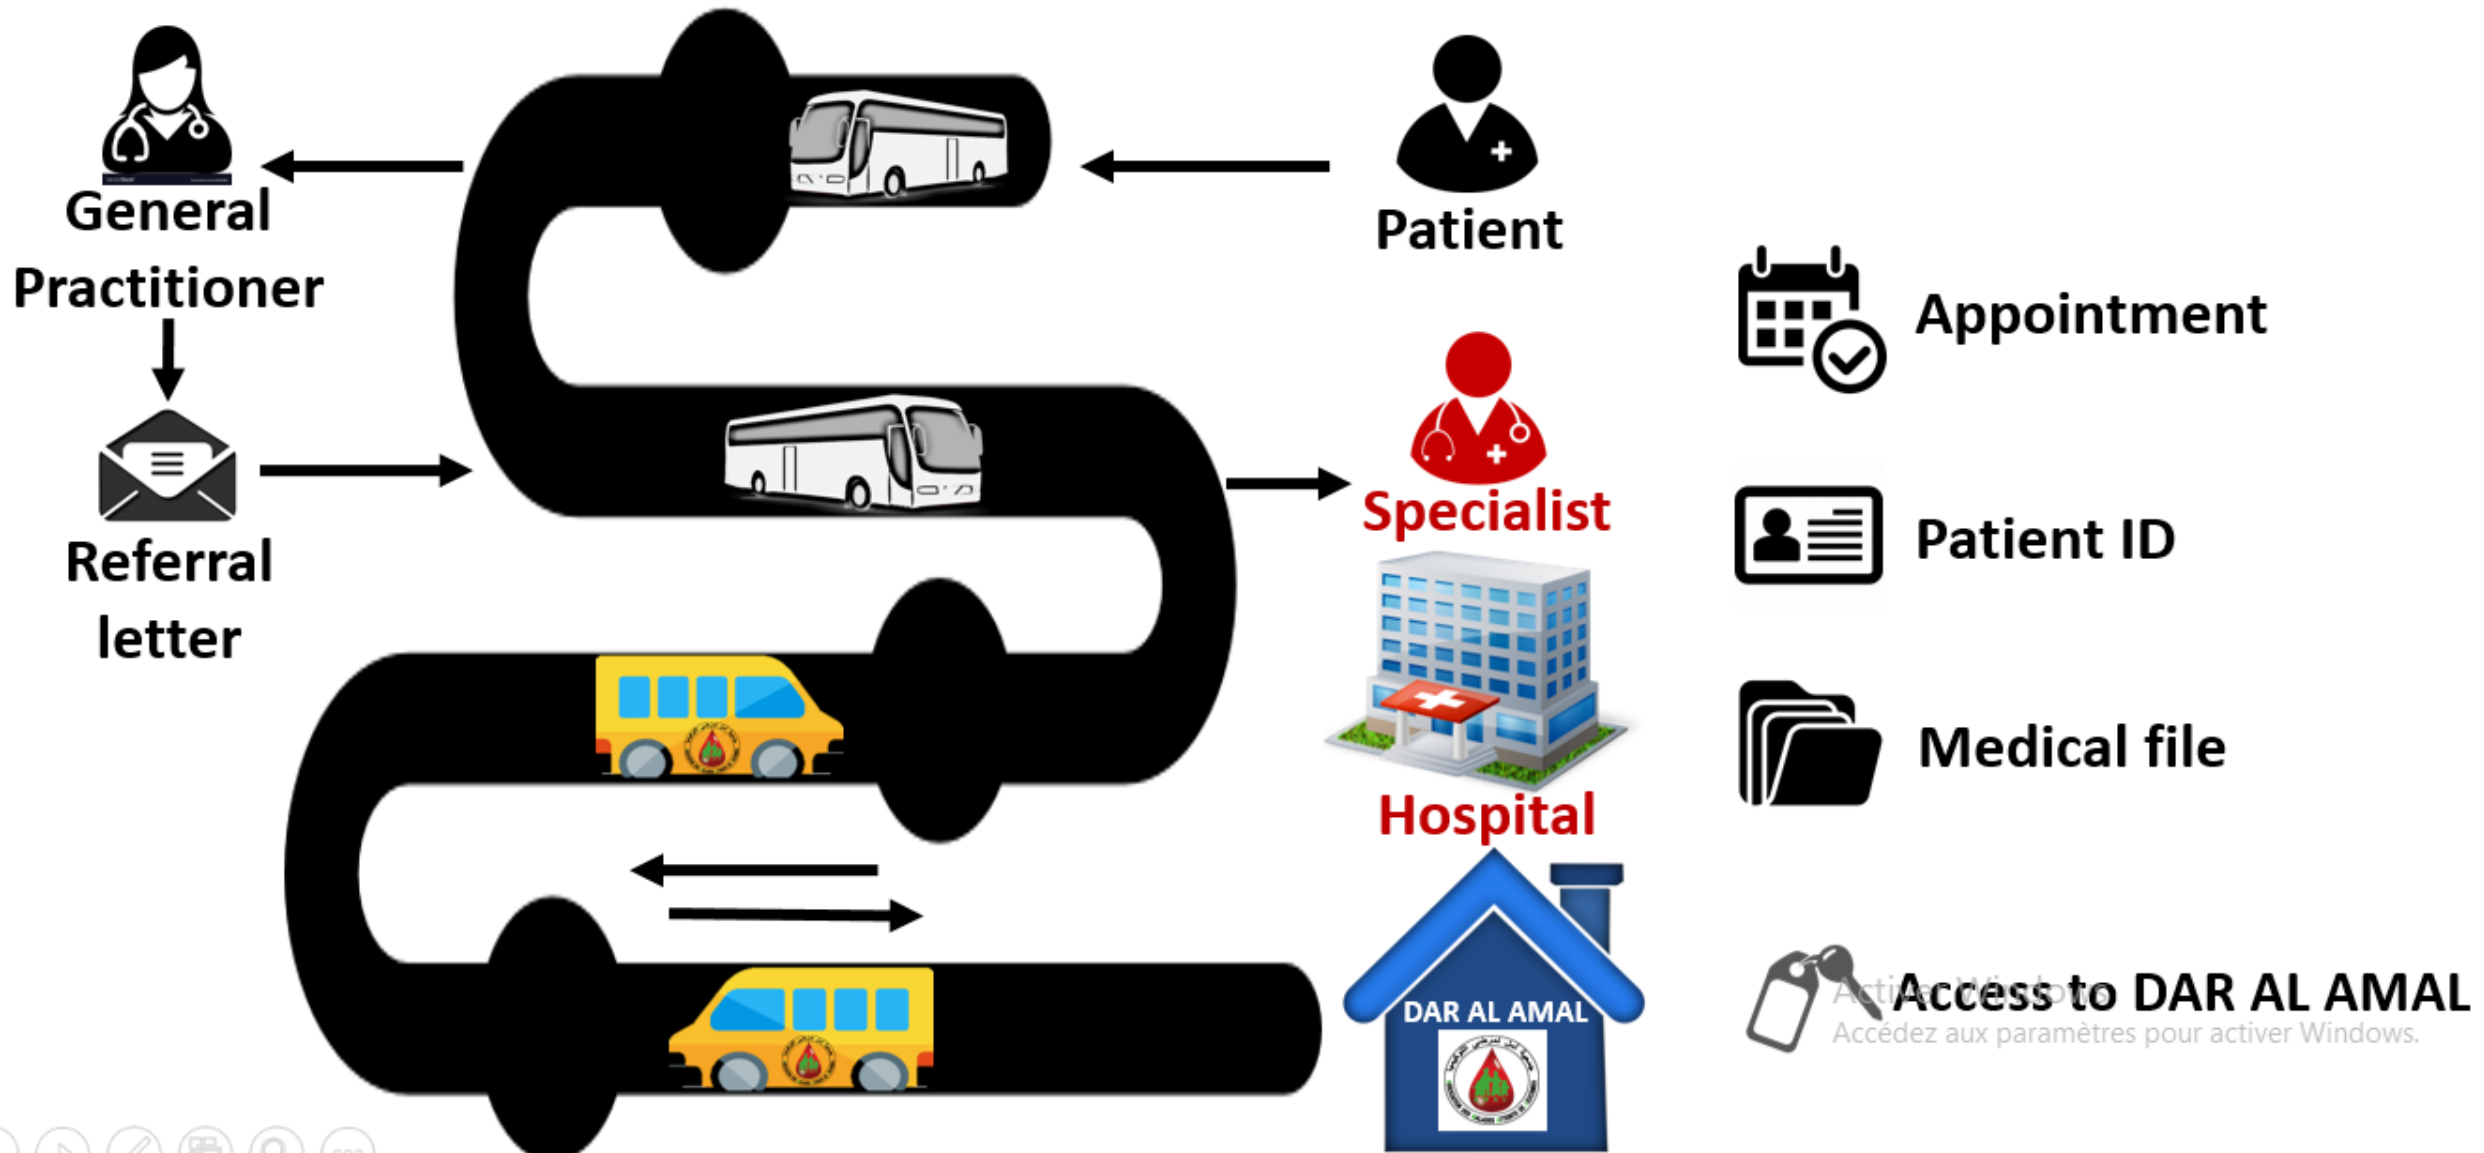 General
Practitioner
Patient
Appointment
Specialist
Referral
letter
Patient ID
Medical file
Hospital
DAR AL AMAL
Access to DAR AL AMAL
Activer Windows
Accédez aux paramètres pour activer Windows.